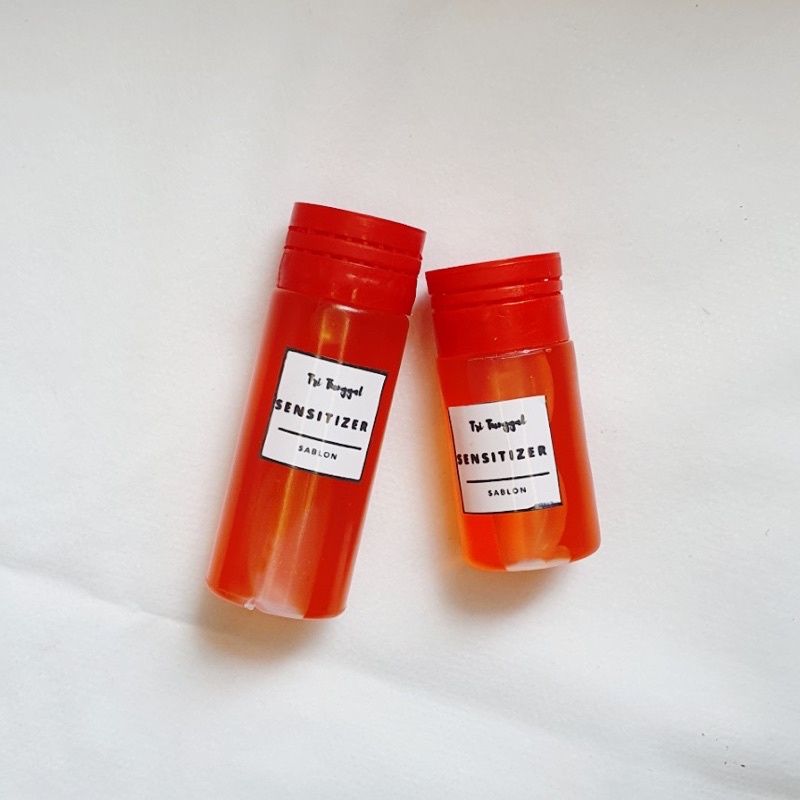 Tri Tunggal
SENSITIZER
SABLON
Tri Tunggal
SENSITIZER
SABLON